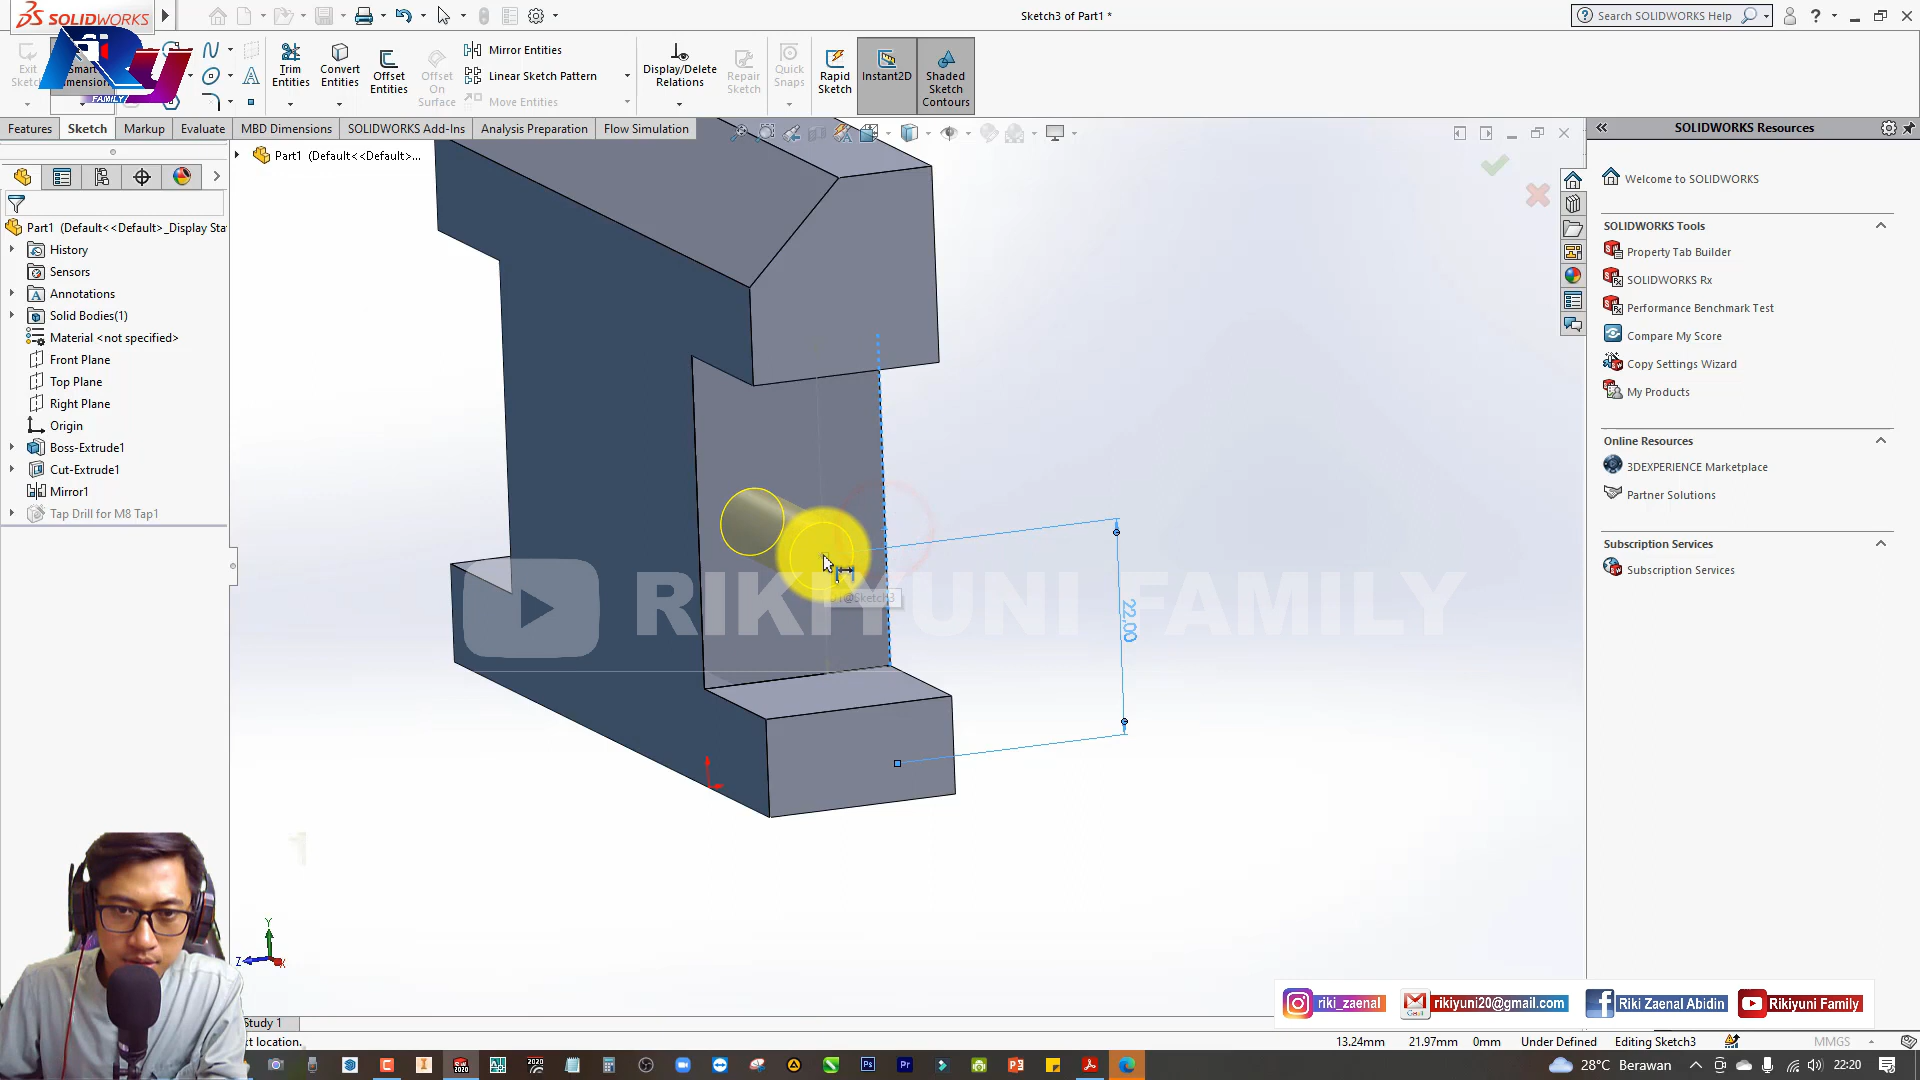 SOLIDWORKS
Sketch3 of Part1 *
Search SOLIDWORKS Help
RY
FAMILY
Exit
Smart
Dimension
Trim
Entities
Convert
Entities
Offset
Entities
Offset
On
Surface
Mirror Entities
Linear Sketch Pattern
Move Entities
Display/Delete
Relations
Repair
Sketch
Quick
Snaps
Rapid
Sketch
Instant2D
Shaded
Sketch
Contours
Features
Sketch
Markup
Evaluate
MBD Dimensions
SOLIDWORKS Add-Ins
Analysis Preparation
Flow Simulation
Part1 (Default<<Default>...
Part1 (Default<<Default>_Display Sta
History
Sensors
Annotations
Solid Bodies(1)
Material <not specified>
Front Plane
Top Plane
Right Plane
Origin
Boss-Extrude1
Cut-Extrude1
Mirror1
Tap Drill for M8 Tap1
22.00
RIKIYUNI FAMILY
Y
Z
X
SOLIDWORKS Resources
Welcome to SOLIDWORKS
SOLIDWORKS Tools
Property Tab Builder
SOLIDWORKS Rx
Performance Benchmark Test
Compare My Score
Copy Settings Wizard
My Products
Online Resources
3DEXPERIENCE Marketplace
Partner Solutions
Subscription Services
Subscription Services
riki_zaenal
rikiyuni20@gmail.com
Riki Zaenal Abidin
Rikiyuni Family
Study 1
xt location.
13.24mm
21.97mm
0mm
Under Defined
Editing Sketch3
MMGS
28°C Berawan
22:20